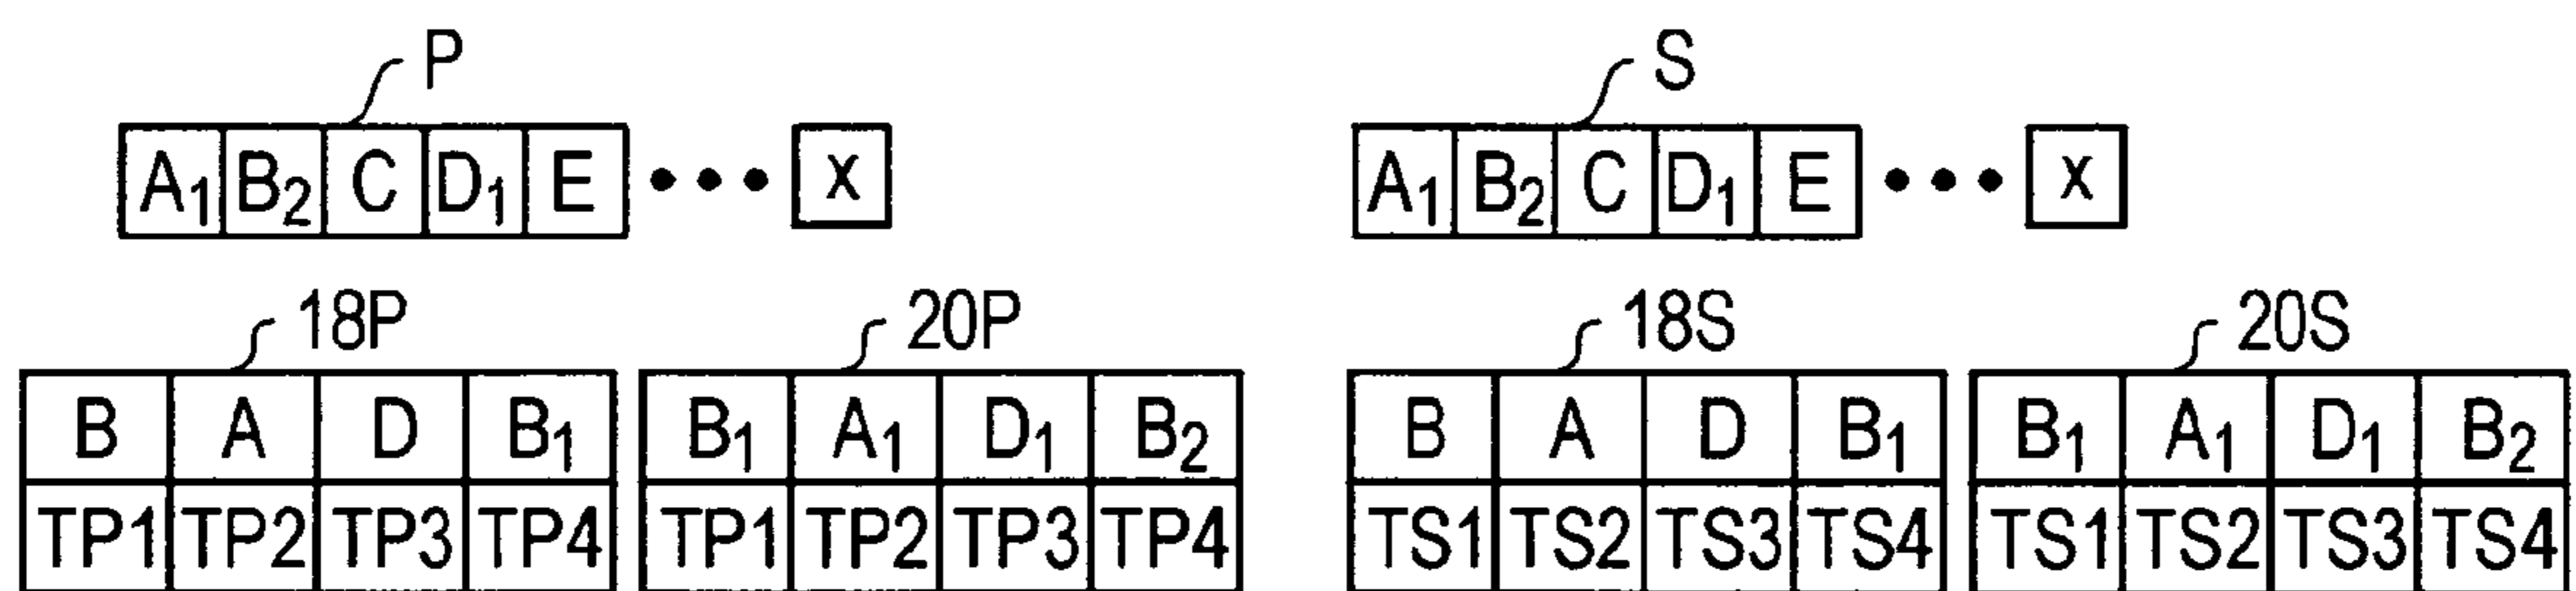 P S
A₁ B₂ C D₁ E ••• X A₁ B₂ C D₁ E ••• X
18P 20P 18S 20S
B A D B₁ B₁ A₁ D₁ B₂ B A D B₁ B₁ A₁ D₁ B₂
TP1 TP2 TP3 TP4 TP1 TP2 TP3 TP4 TS1 TS2 TS3 TS4 TS1 TS2 TS3 TS4